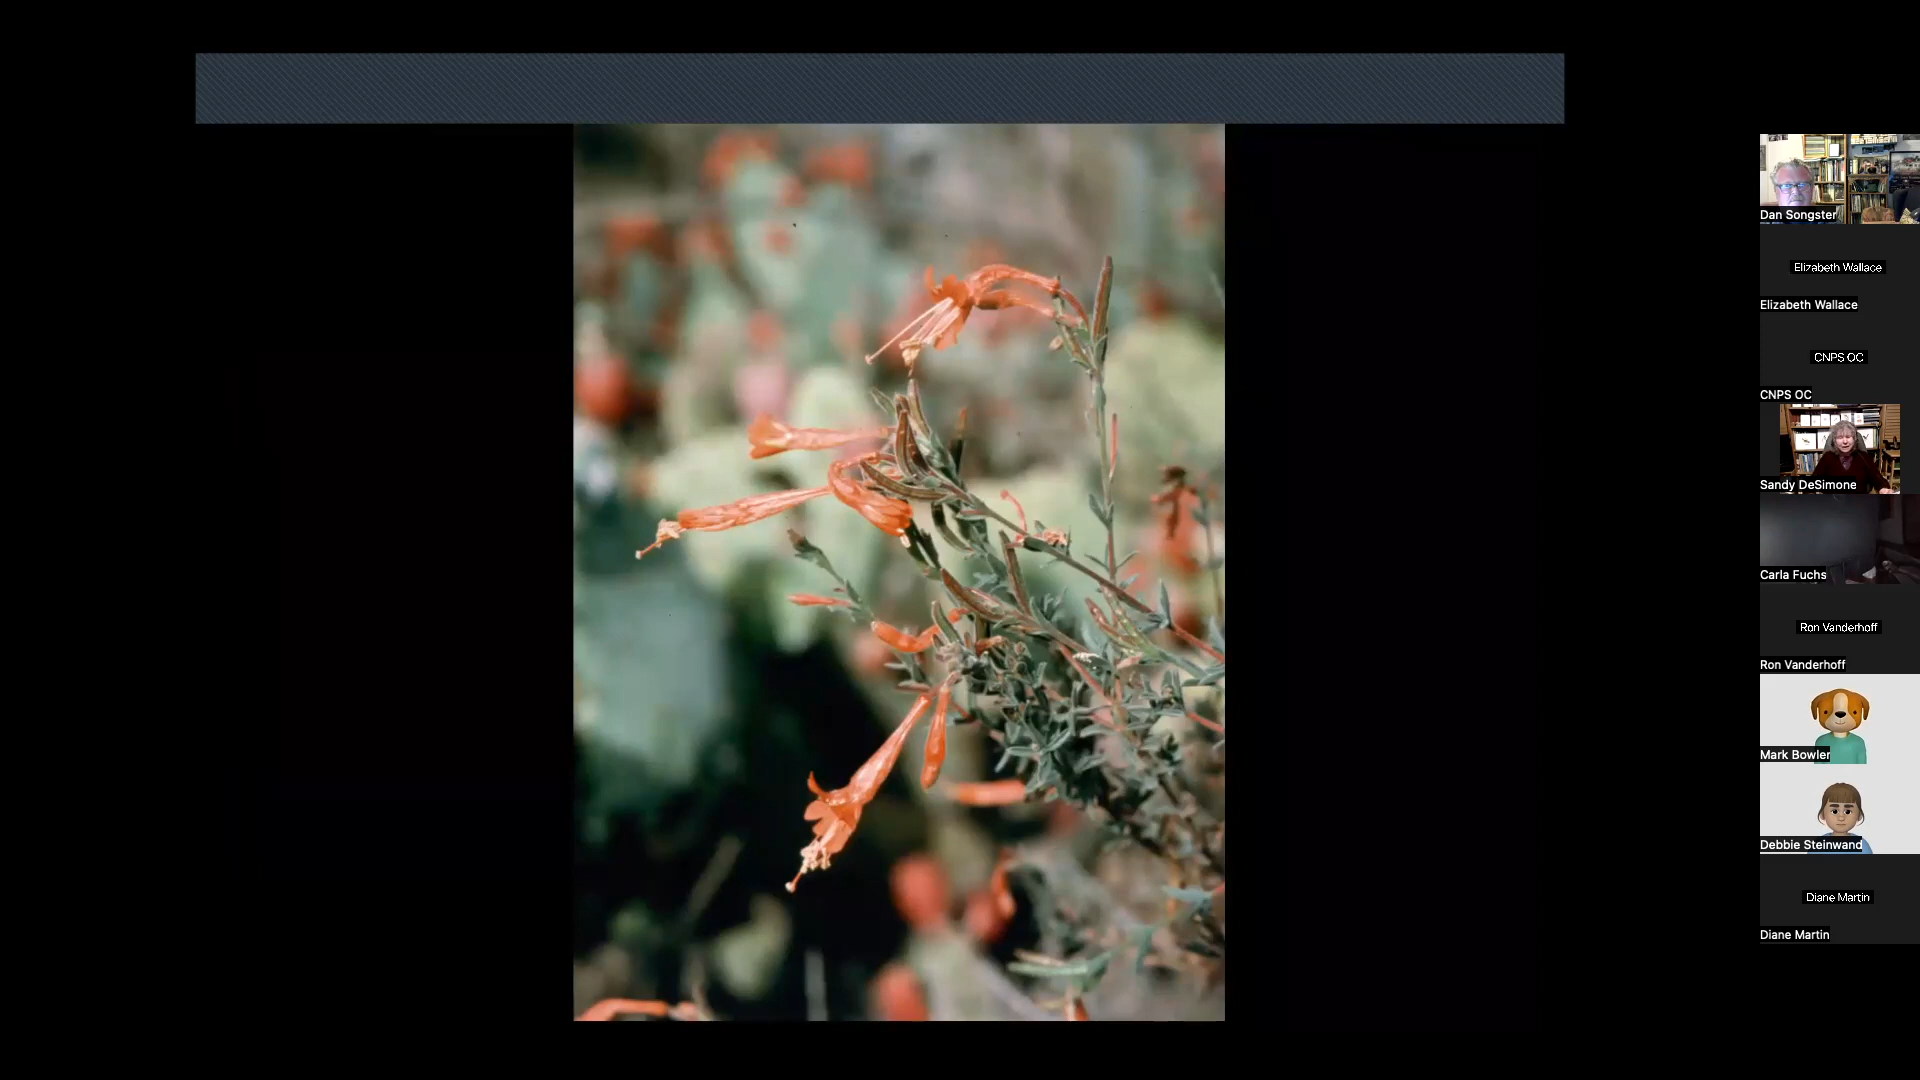 Dan Songster
Elizabeth Wallace
Elizabeth Wallace
CNPS OC
CNPS OC
Sandy DeSimone
Carla Fuchs
Ron Vanderhoff
Ron Vanderhoff
Mark Bowler
Debbie Steinwand
Diane Martin
Diane Martin